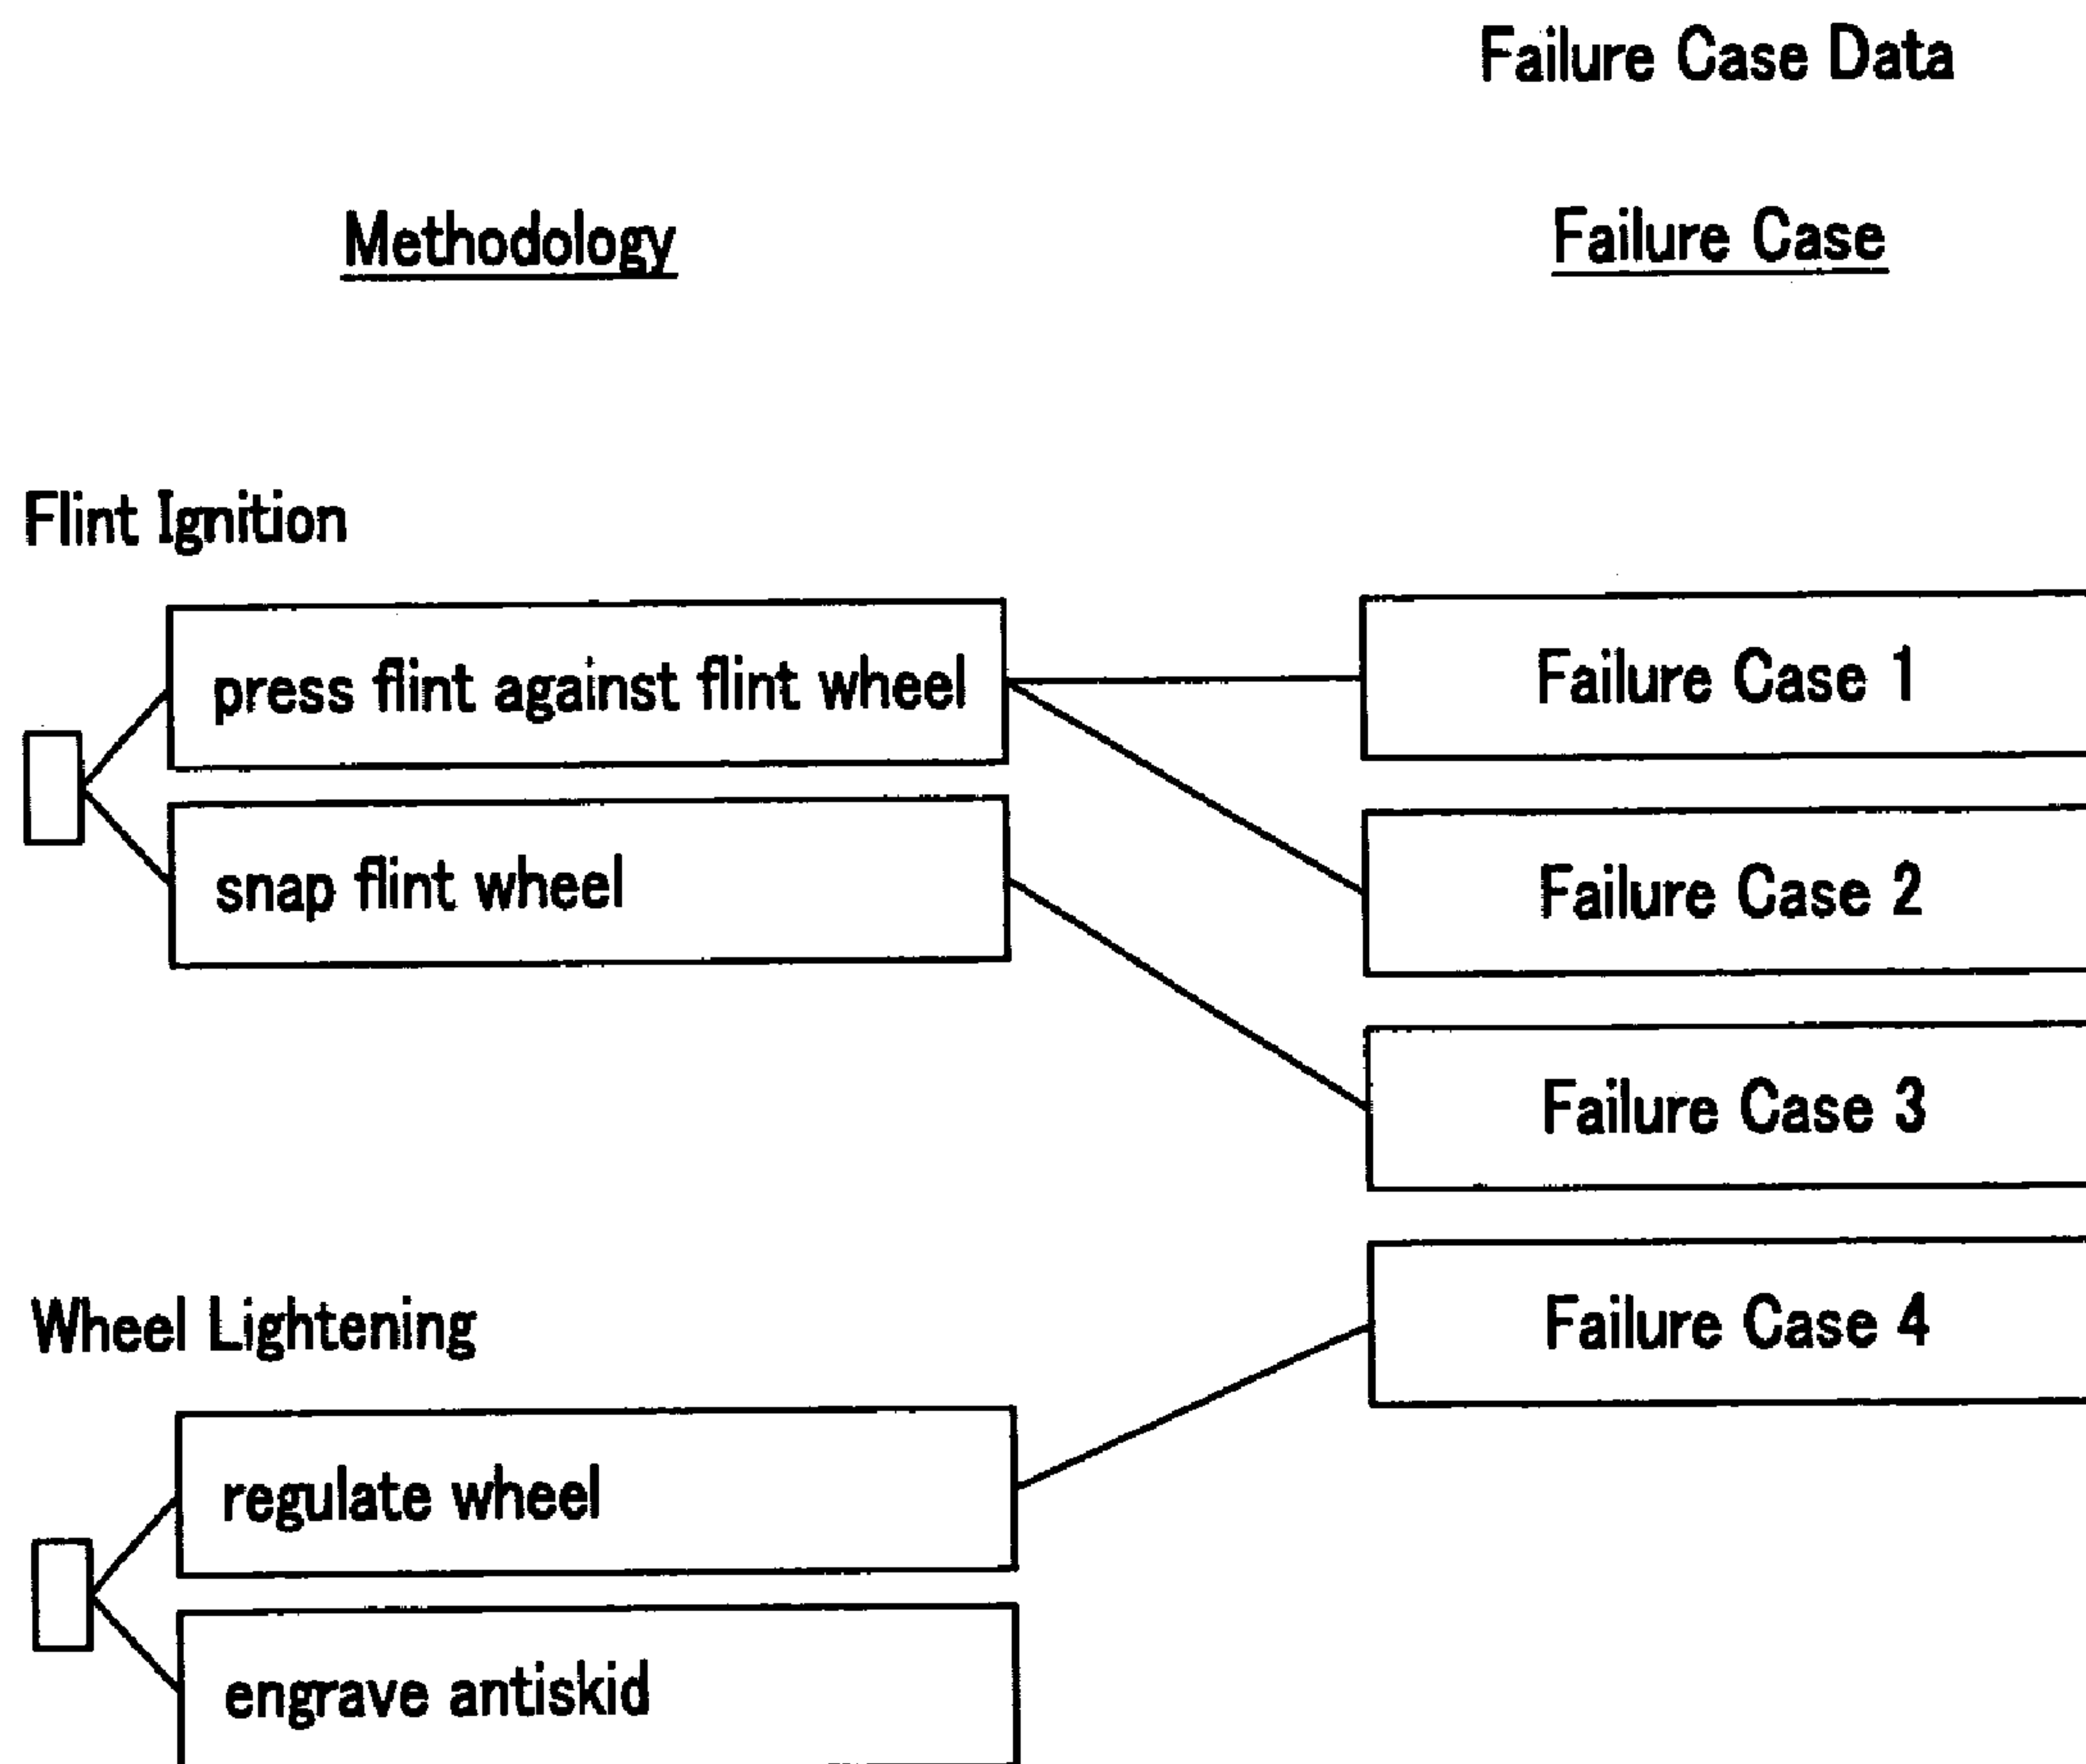 Failure Case Data
Methodology
Failure Case
Flint Ignition
press flint against flint wheel
Failure Case 1
snap flint wheel
Failure Case 2
Failure Case 3
Wheel Lightening
Failure Case 4
regulate wheel
engrave antiskid